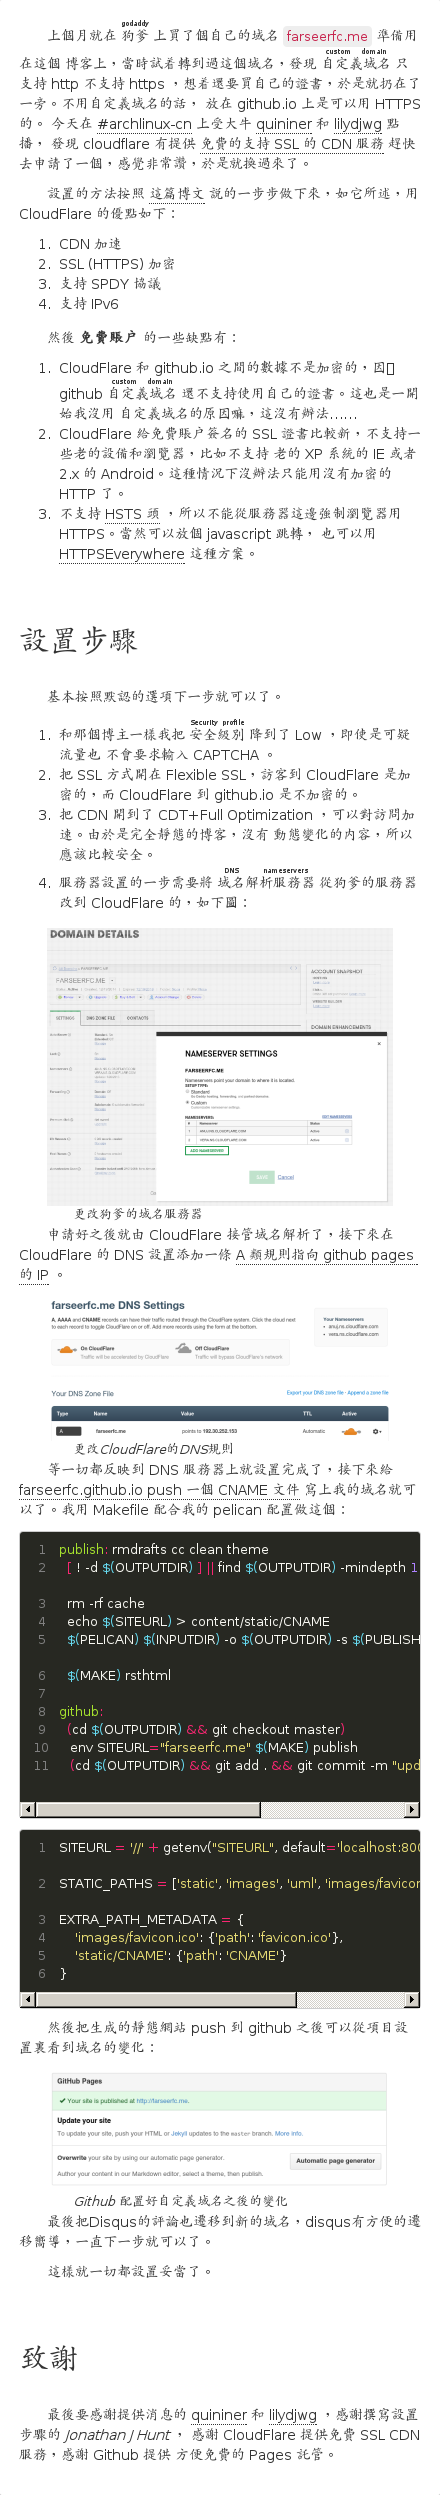 godaddy
上個月就在 狗爹 上買了個自己的域名 farseerfc.me 準備用
custom domain
在這個 博客上，當時試着轉到過這個域名，發現 自定義域名 只
支持 http 不支持 https ，想着還要買自己的證書，於是就扔在了
一旁。不用自定義域名的話， 放在 github.io 上是可以用 HTTPS
的。 今天在 #archlinux-cn 上受大牛 quininer 和 lilydjwg 點
播， 發現 cloudflare 有提供 免費的支持 SSL 的 CDN 服務 趕快
去申請了一個，感覺非常讚，於是就換過來了。
設置的方法按照 這篇博文 說的一步步做下來，如它所述，用
CloudFlare 的優點如下：
1. CDN 加速
2. SSL (HTTPS) 加密
3. 支持 SPDY 協議
4. 支持 IPv6
然後 免費賬户 的一些缺點有：
1. CloudFlare 和 github.io 之間的數據不是加密的，因
custom domain
github 自定義域名 還不支持使用自己的證書。這也是一開
始我沒用 自定義域名的原因嘛，這沒有辦法……
2. CloudFlare 給免費賬户簽名的 SSL 證書比較新，不支持一
些老的設備和瀏覽器，比如不支持 老的 XP 系統的 IE 或者
2.x 的 Android。這種情況下沒辦法只能用沒有加密的
HTTP 了。
3. 不支持 HSTS 頭 ，所以不能從服務器這邊強制瀏覽器用
HTTPS。當然可以放個 javascript 跳轉， 也可以用
HTTPSEverywhere 這種方案。
設置步驟
基本按照默認的選項下一步就可以了。
Security profile
1. 和那個博主一樣我把 安全級別 降到了 Low ，即使是可疑
流量也 不會要求輸入 CAPTCHA 。
2. 把 SSL 方式開在 Flexible SSL，訪客到 CloudFlare 是加
密的，而 CloudFlare 到 github.io 是不加密的。
3. 把 CDN 開到了 CDT+Full Optimization ，可以對訪問加
速。由於是完全靜態的博客，沒有 動態變化的內容，所以
應該比較安全。
DNS nameservers
4. 服務器設置的一步需要將 域名解析服務器 從狗爹的服務器
改到 CloudFlare 的，如下圖：
DOMAIN DETAILS
FARSEERFC.ME
ACCOUNT SNAPSHOT
SETTINGS DNS ZONE FILE CONTACTS
DOMAIN ENHANCEMENTS
NAMESERVER SETTINGS
FARSEERFC.ME
Nameservers point your domain to where it is located.
SETUP TYPE:
Standard
Custom
NAMESERVERS: EDIT NAMESERVERS
# Nameserver Status
ADD NAMESERVER
SAVE Cancel
更改狗爹的域名服務器
申請好之後就由 CloudFlare 接管域名解析了，接下來在
CloudFlare 的 DNS 設置添加一條 A 類規則指向 github pages
的 IP 。
farseerfc.me DNS Settings
A, AAAA and CNAME records can have their traffic routed through the CloudFlare system. Click the cloud next
to each record to toggle CloudFlare on or off. Add more records using the form at the bottom.
Your Nameservers
• anuj.ns.cloudflare.com
• vera.ns.cloudflare.com
On CloudFlare
Traffic will be accelerated by CloudFlare
Off CloudFlare
Traffic will bypass CloudFlare's network
Your DNS Zone File
Export your DNS zone file · Append a zone file
Type Name Value TTL Active
A farseerfc.me points to 192.30.252.153 Automatic
更改CloudFlare的DNS規則
等一切都反映到 DNS 服務器上就設置完成了，接下來給
farseerfc.github.io push 一個 CNAME 文件 寫上我的域名就可
以了。我用 Makefile 配合我的 pelican 配置做這個：
1 publish: rmdrafts cc clean theme
2 [ ! -d $(OUTPUTDIR) ] || find $(OUTPUTDIR) -mindepth 1
3 rm -rf cache
4 echo $(SITEURL) > content/static/CNAME
5 $(PELICAN) $(INPUTDIR) -o $(OUTPUTDIR) -s $(PUBLISH
6 $(MAKE) rsthtml
7
8 github:
9 (cd $(OUTPUTDIR) && git checkout master)
10 env SITEURL="farseerfc.me" $(MAKE) publish
11 (cd $(OUTPUTDIR) && git add . && git commit -m "upd
1 SITEURL = '//' + getenv("SITEURL", default='localhost:800
2 STATIC_PATHS = ['static', 'images', 'uml', 'images/favicon
3 EXTRA_PATH_METADATA = {
4 'images/favicon.ico': {'path': 'favicon.ico'},
5 'static/CNAME': {'path': 'CNAME'}
6 }
然後把生成的靜態網站 push 到 github 之後可以從項目設
置裏看到域名的變化：
GitHub Pages
Your site is published at http://farseerfc.me.
Update your site
To update your site, push your HTML or Jekyll updates to the master branch. More info.
Overwrite your site by using our automatic page generator.
Author your content in our Markdown editor, select a theme, then publish.
Automatic page generator
Github 配置好自定義域名之後的變化
最後把Disqus的評論也遷移到新的域名，disqus有方便的遷
移嚮導，一直下一步就可以了。
這樣就一切都設置妥當了。
致謝
最後要感謝提供消息的 quininer 和 lilydjwg ，感謝撰寫設置
步驟的 Jonathan J Hunt ， 感謝 CloudFlare 提供免費 SSL CDN
服務，感謝 Github 提供 方便免費的 Pages 託管。